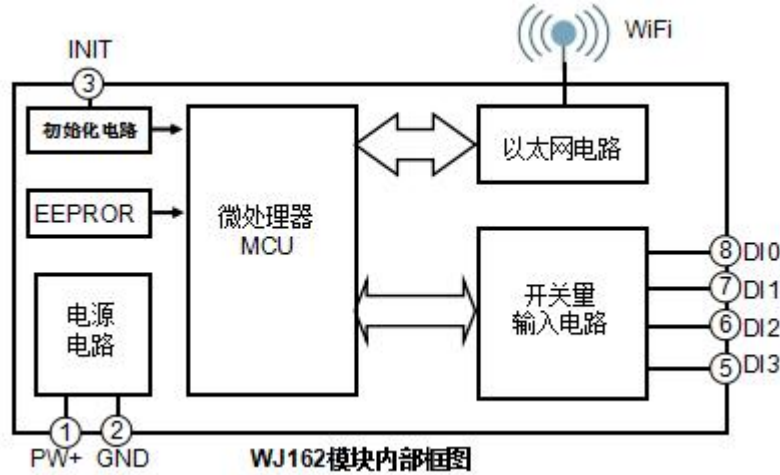 INIT
WiFi
3
初始化电路
以太网电路
EEPROR
微处理器
MCU
8 DI0
开关量
输入电路
7 DI1
电源
电路
6 DI2
5 DI3
1
2
PW+
GND
WJ162模块内部框图